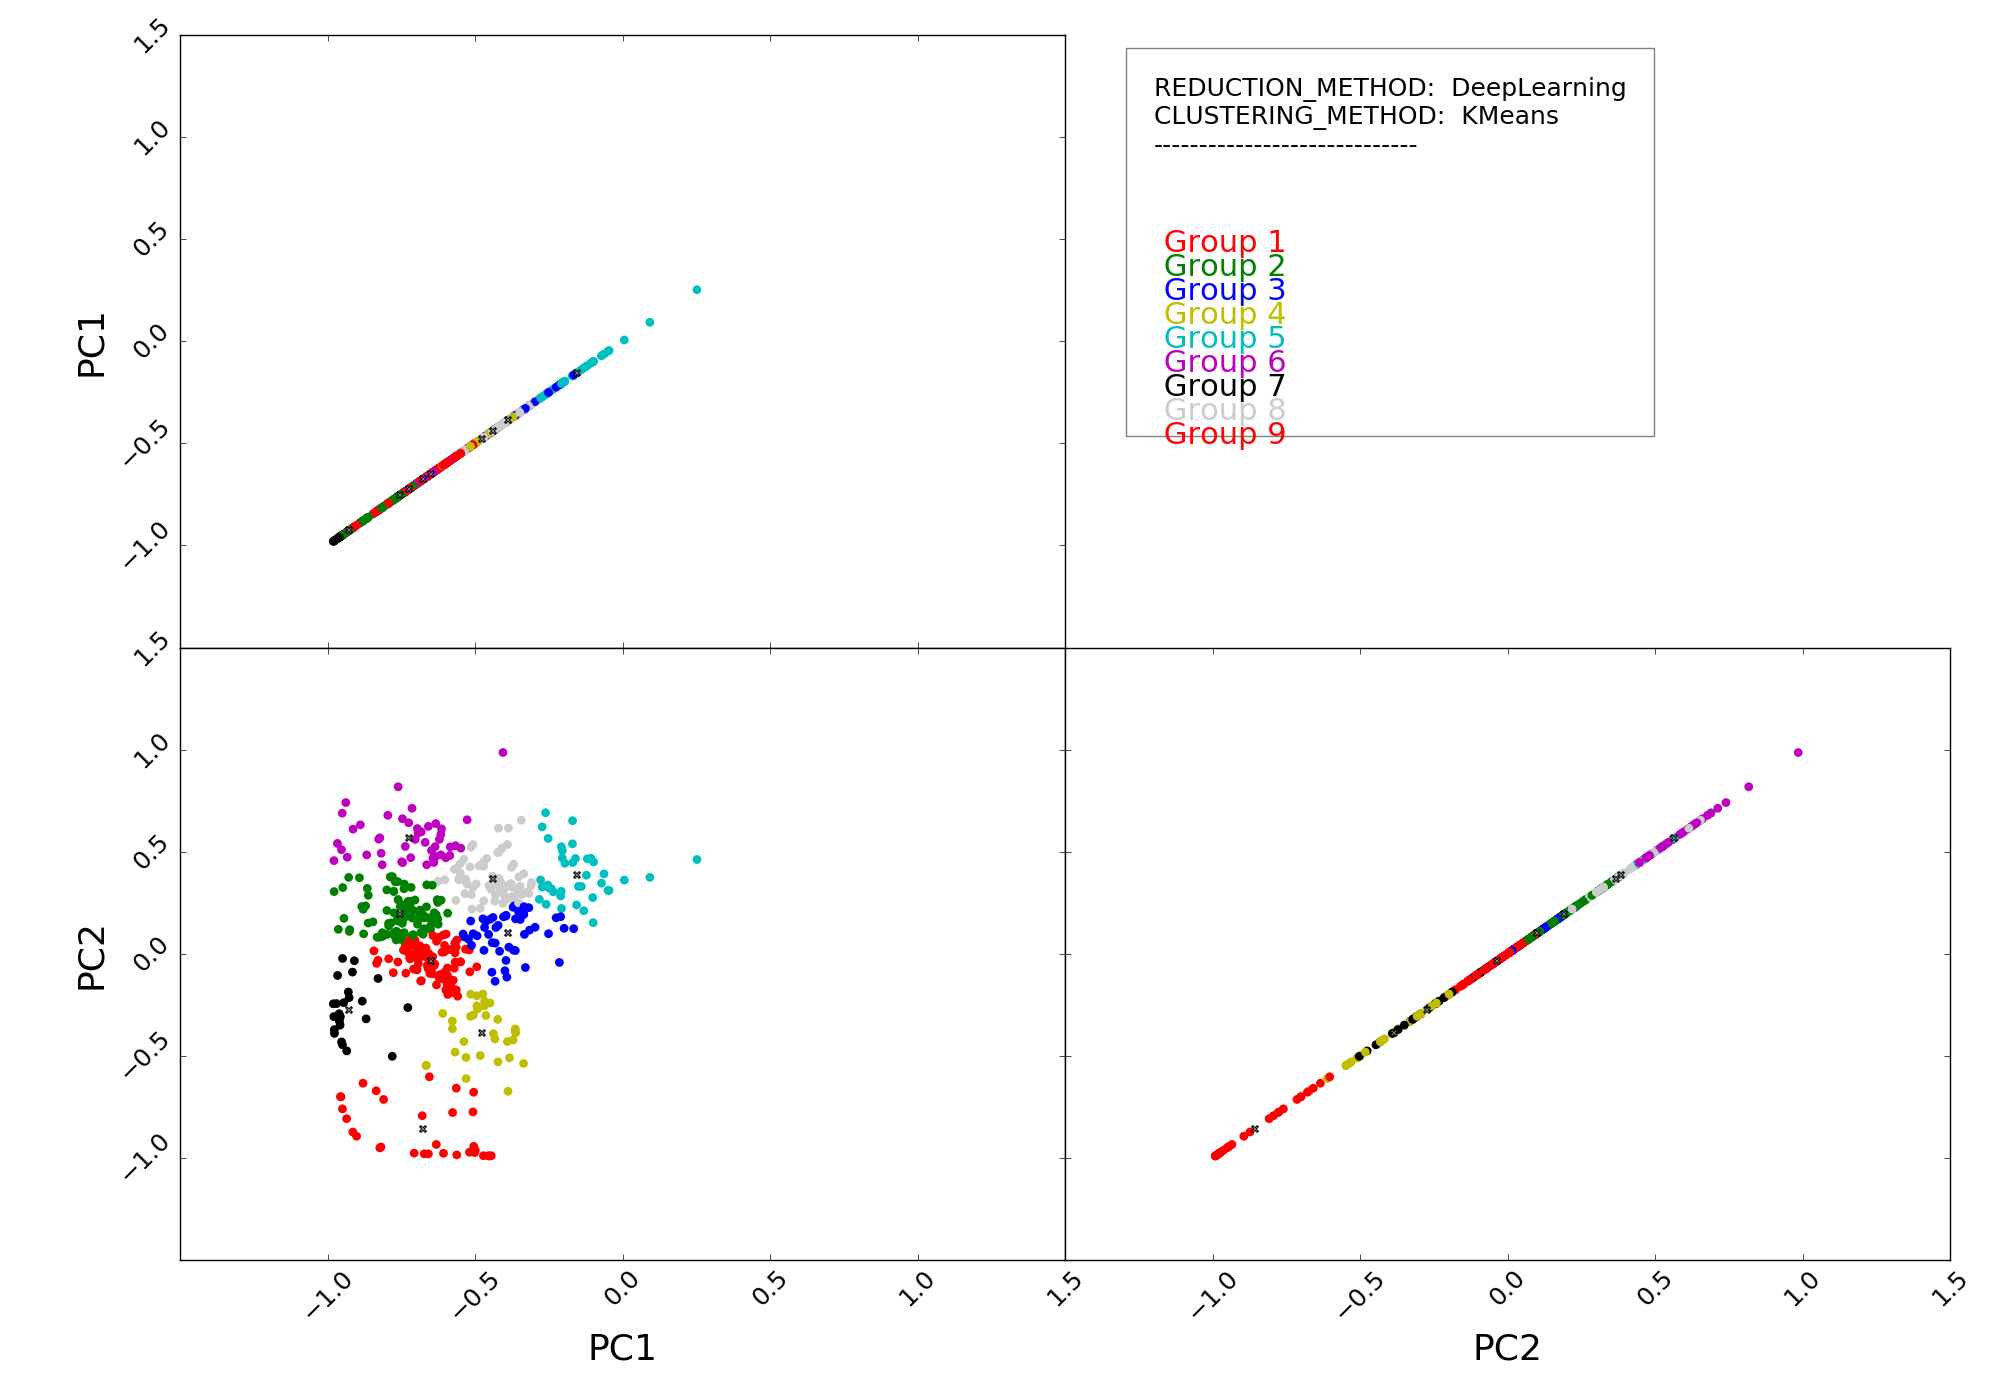 1.5
1.0
0.5
0.0
−0.5
−1.0
PC1
REDUCTION_METHOD:  DeepLearning
CLUSTERING_METHOD:  KMeans
-----------------------------
Group 1
Group 2
Group 3
Group 4
Group 5
Group 6
Group 7
Group 8
Group 9
1.5
1.0
0.5
0.0
−0.5
−1.0
PC2
−1.0 −0.5 0.0 0.5 1.0 1.5
−1.0 −0.5 0.0 0.5 1.0 1.5
PC1
PC2